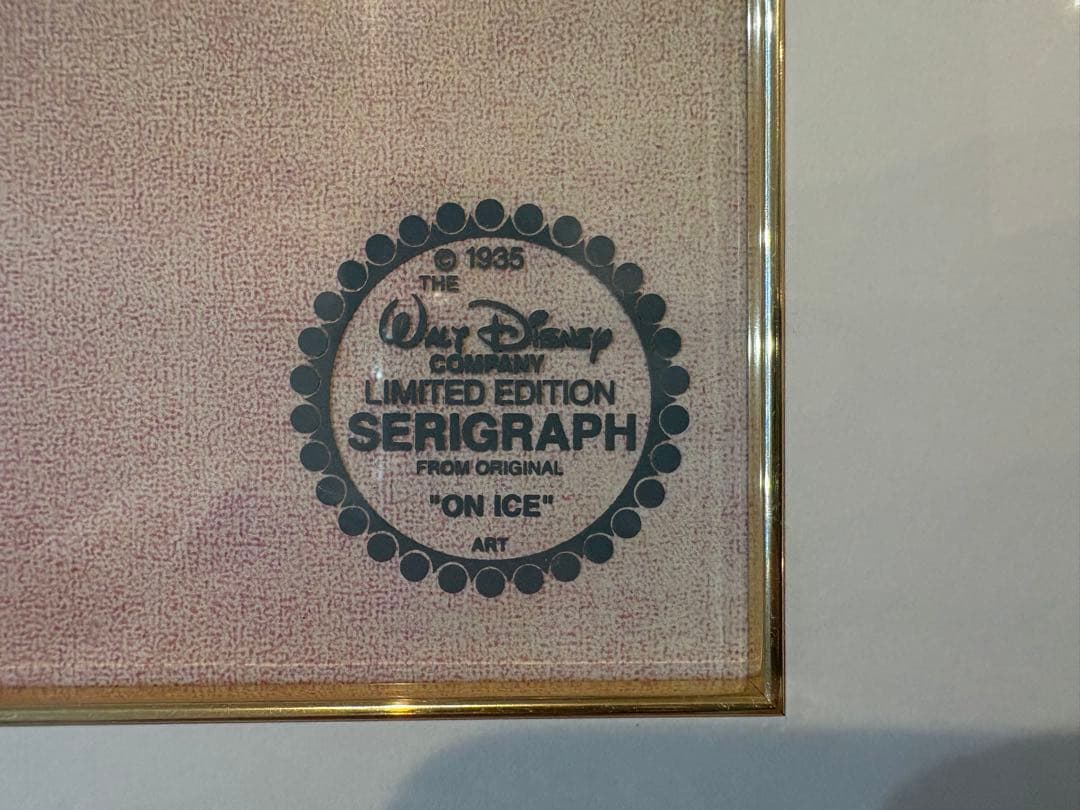 © 1935
THE
Walt Disney
COMPANY
LIMITED EDITION
SERIGRAPH
FROM ORIGINAL
"ON ICE"
ART